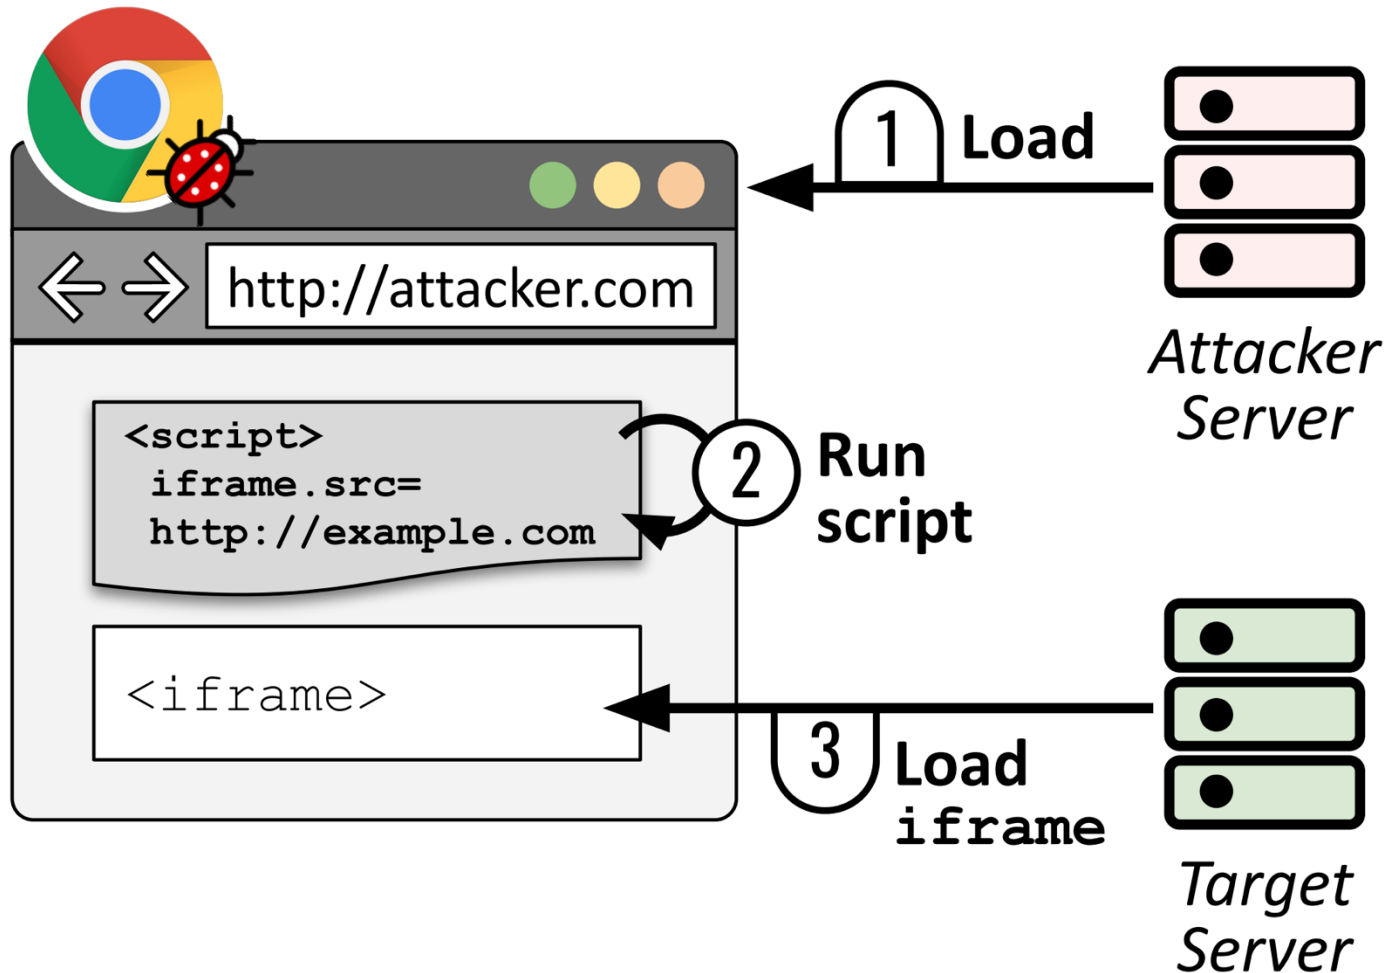 1 Load
http://attacker.com
Attacker
Server
<script>
iframe.src=
http://example.com
2 Run
script
<iframe>
3 Load
iframe
Target
Server